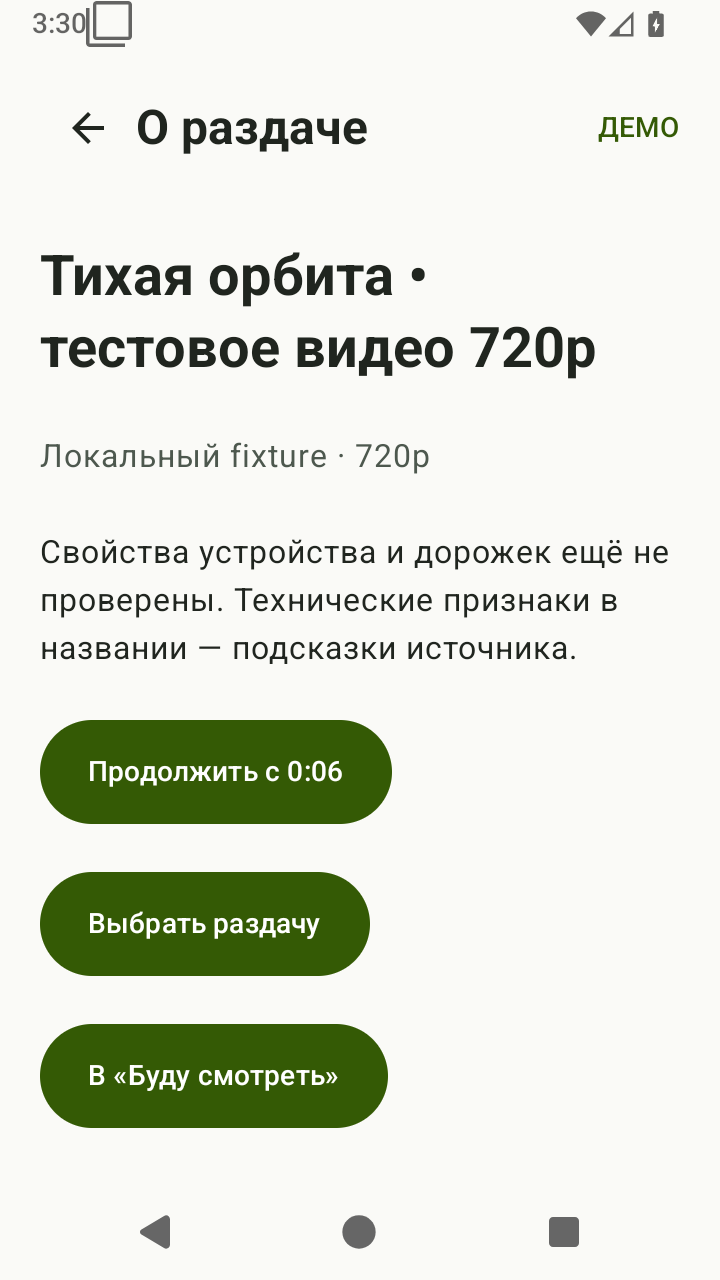 3:30
О раздаче
ДЕМО
Тихая орбита •
тестовое видео 720p
Локальный fixture · 720p
Свойства устройства и дорожек ещё не
проверены. Технические признаки в
названии — подсказки источника.
Продолжить с 0:06
Выбрать раздачу
В «Буду смотреть»